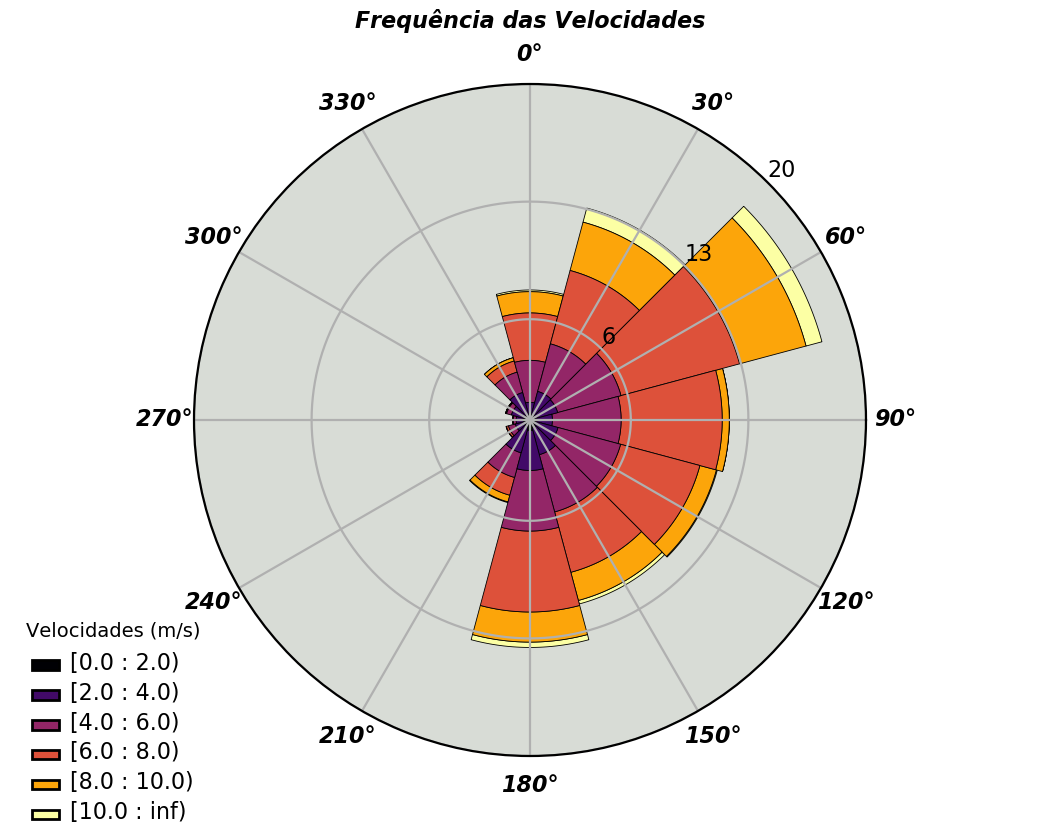 Frequência das Velocidades
0°
330°
30°
20
300°
60°
13
6
270°
90°
240°
120°
Velocidades (m/s)
[0.0 : 2.0)
[2.0 : 4.0)
[4.0 : 6.0)
210°
150°
[6.0 : 8.0)
180°
[8.0 : 10.0)
[10.0 : inf)